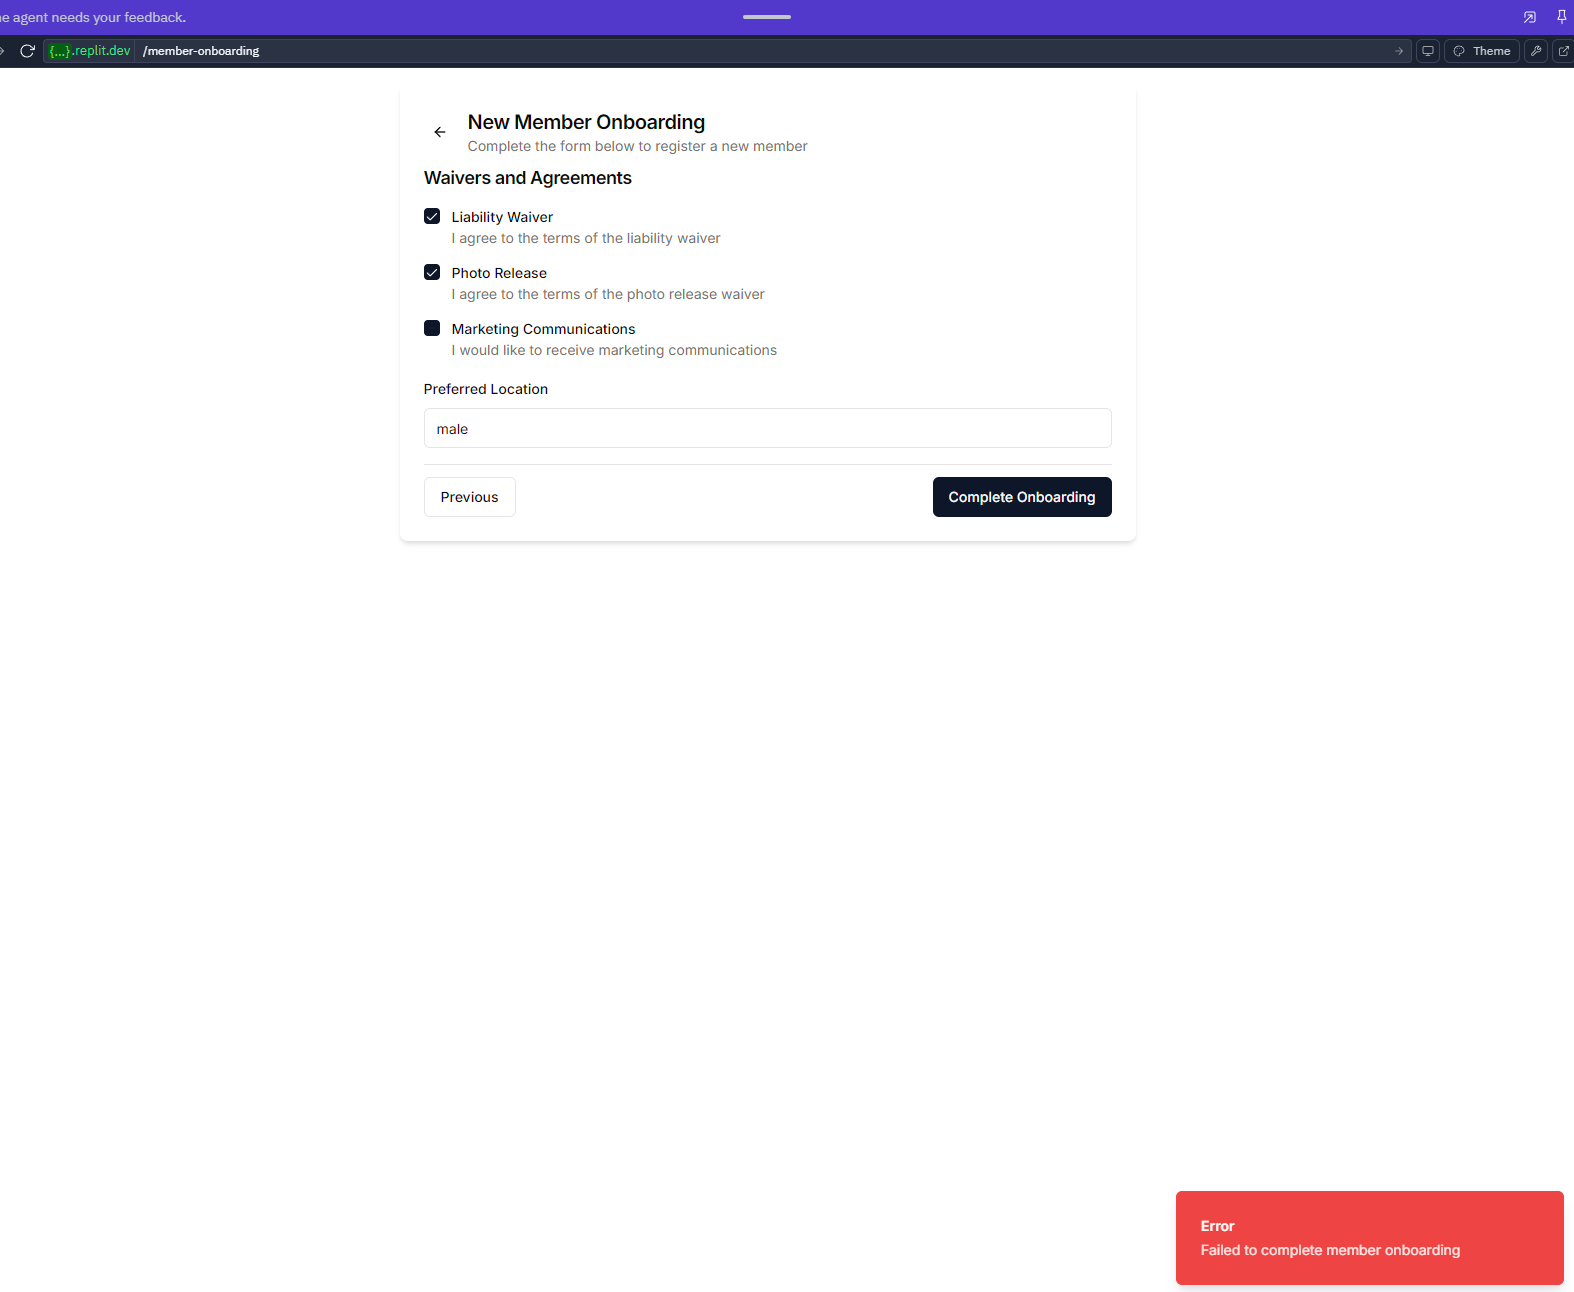 agent needs your feedback.
{...}.replit.dev /member-onboarding
Theme
New Member Onboarding
Complete the form below to register a new member
Waivers and Agreements
Liability Waiver
I agree to the terms of the liability waiver
Photo Release
I agree to the terms of the photo release waiver
Marketing Communications
I would like to receive marketing communications
Preferred Location
male
Previous
Complete Onboarding
Error
Failed to complete member onboarding